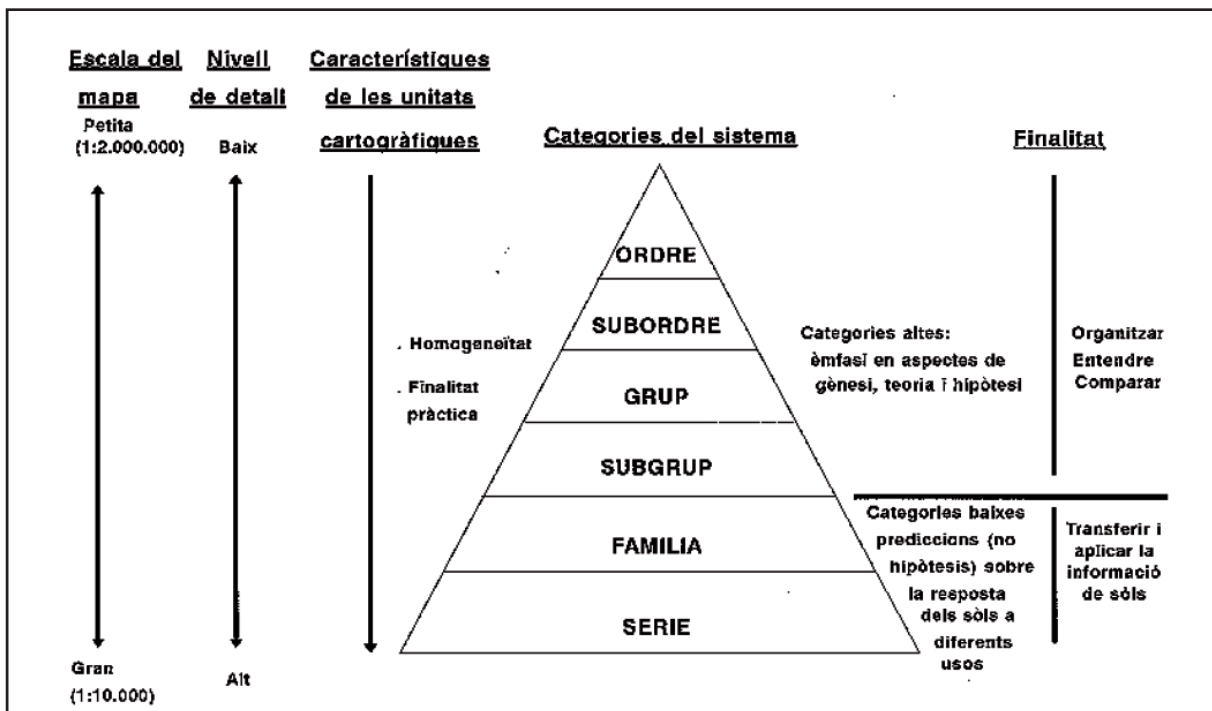 Escala del
mapa
Petita
(1:2.000.000)
Gran
(1:10.000)
Nivell
de detall
Baix
Alt
Característiques
de les unitats
cartogràfiques
. Homogeneïtat
. Finalitat
pràctica
Categories del sistema
ORDRE
SUBORDRE
GRUP
SUBGRUP
FAMILIA
SERIE
Categories altes:
èmfasi en aspectes de
gènesi, teoria i hipòtesi
Categories baixes
prediccions (no
hipòtesis) sobre
la resposta
dels sòls a
diferents
usos
Finalitat
Organitzar
Entendre
Comparar
Transferir i
aplicar la
informació
de sòls